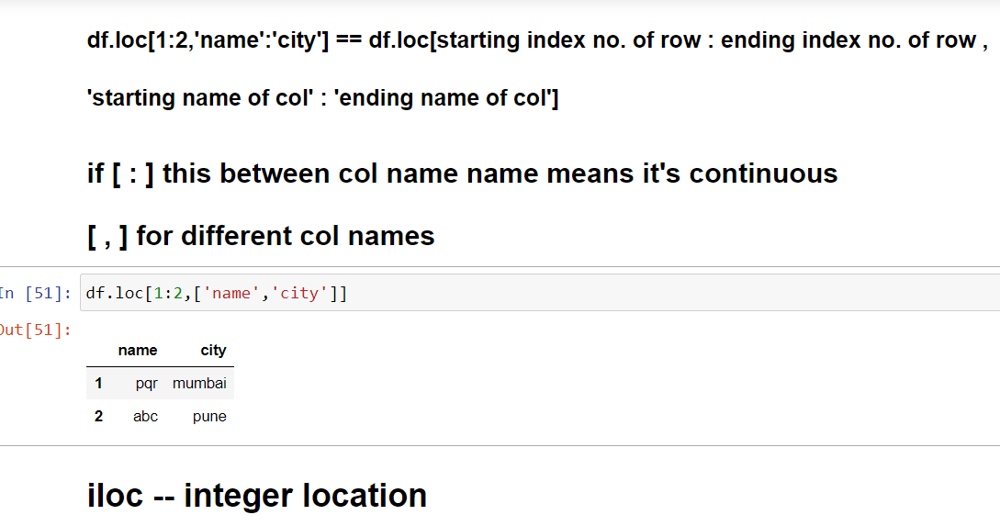 df.loc[1:2,'name':'city'] == df.loc[starting index no. of row : ending index no. of row ,
'starting name of col' : 'ending name of col']
if [ : ] this between col name name means it's continuous
[ , ] for different col names
In [51]: df.loc[1:2,['name','city']]
Out[51]:
name city
1 pqr mumbai
2 abc pune
iloc -- integer location